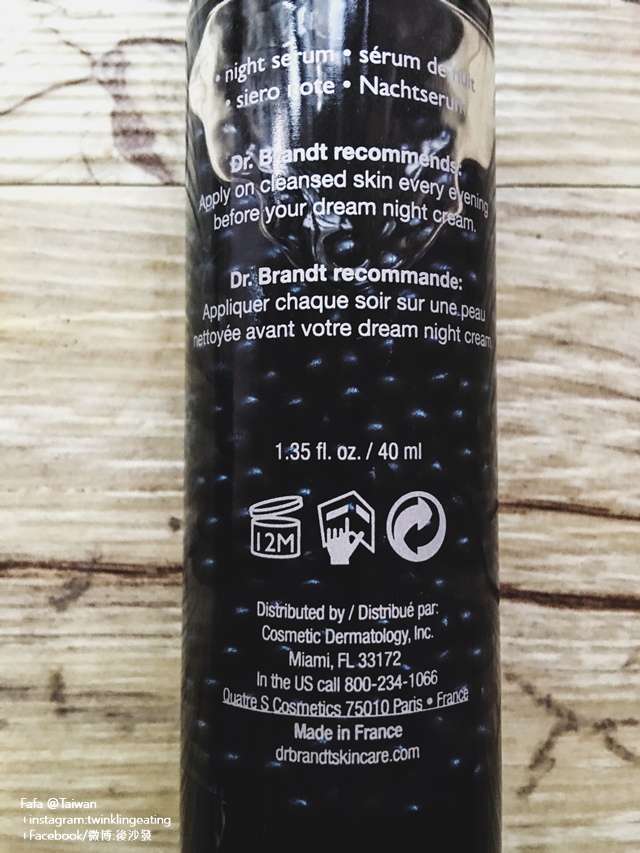 • night serum • sérum de nuit
• siero notte • Nachtserum
Dr. Brandt recommends:
Apply on cleansed skin every evening
before your dream night cream.
Dr. Brandt recommande:
Appliquer chaque soir sur une peau
nettoyée avant votre dream night cream.
1.35 fl. oz. / 40 ml
12M
Distributed by / Distribué par:
Cosmetic Dermatology, Inc.
Miami, FL 33172
In the US call 800-234-1066
Quatre S Cosmetics 75010 Paris • France
Made in France
drbrandtskincare.com
Fafa @Taiwan
+instagram:twinklingeating
+Facebook/微博:後沙發